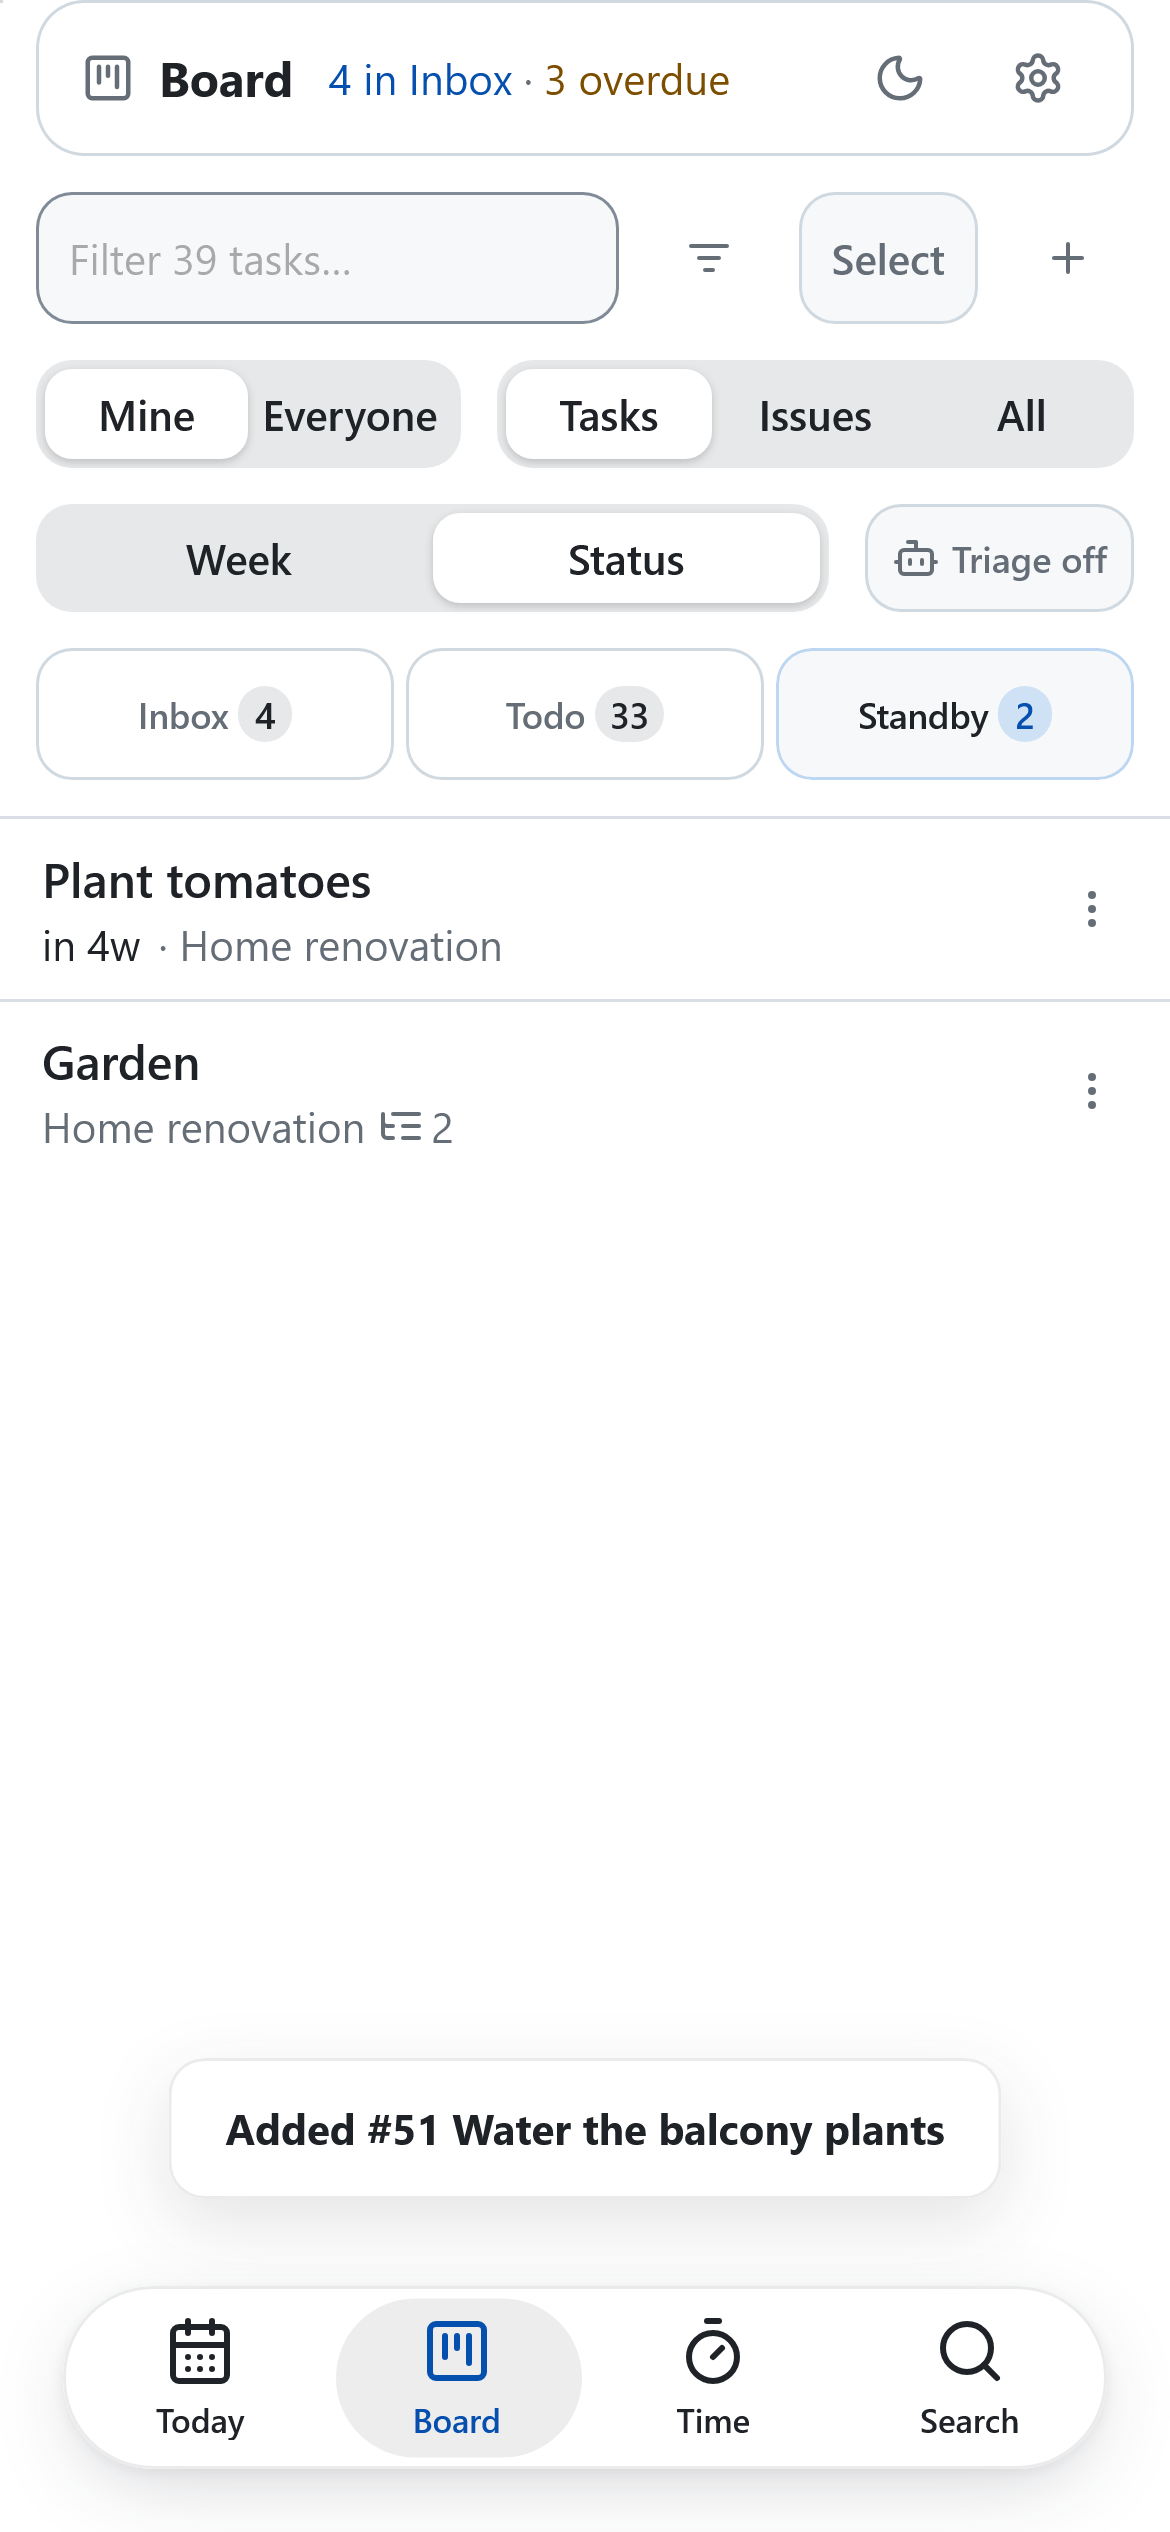 Board 4 in Inbox · 3 overdue
Filter 39 tasks...
Select
Mine Everyone
Tasks Issues All
Week Status
Triage off
Inbox 4
Todo 33
Standby 2
Plant tomatoes
in 4w · Home renovation
Garden
Home renovation 2
Added #51 Water the balcony plants
Today Board Time Search